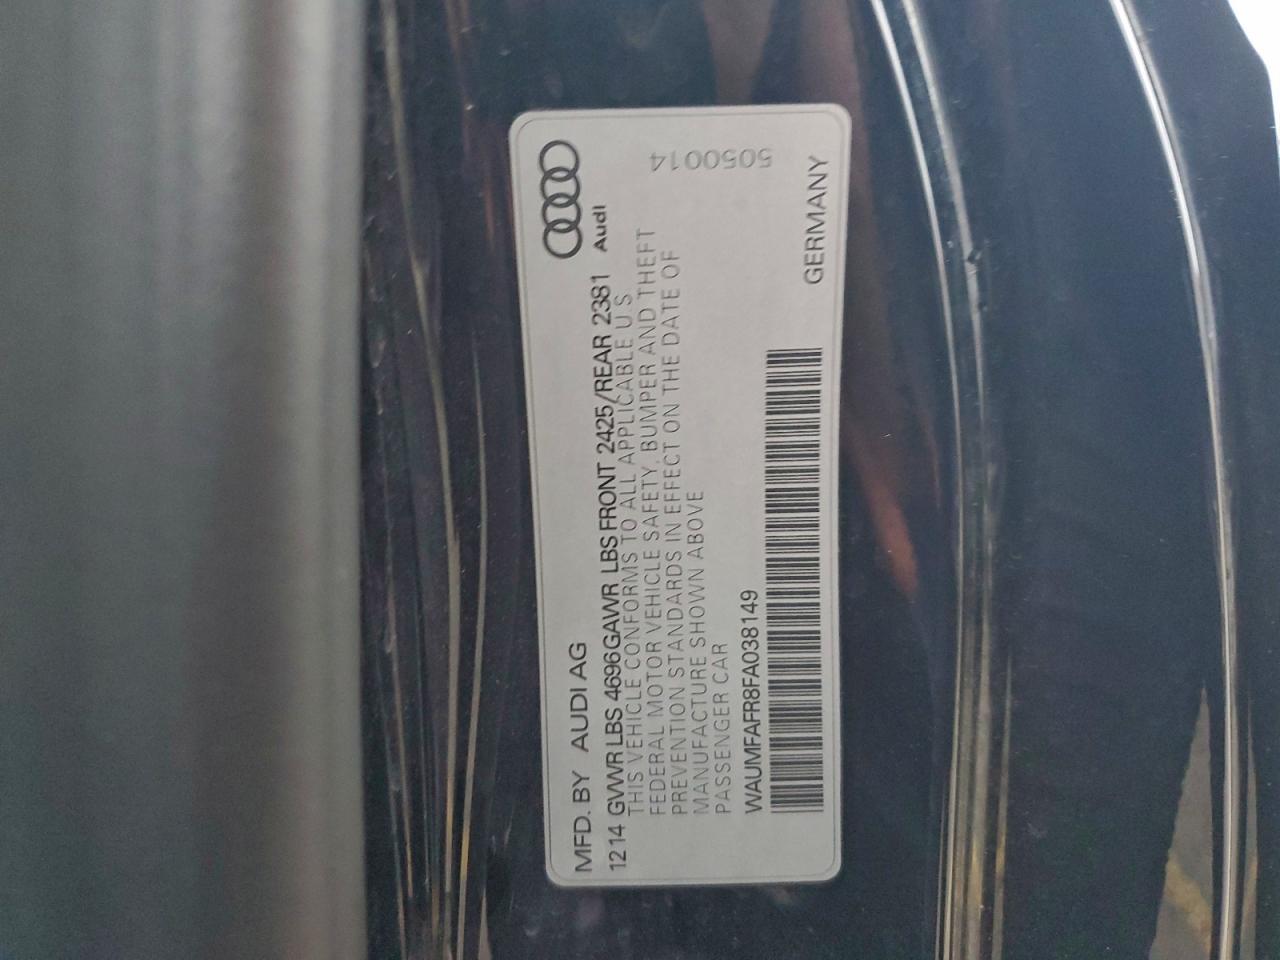 Audi
MFD. BY AUDI AG
1214 GVWR LBS 4696 GAWR LBS FRONT 2425/REAR 2381
THIS VEHICLE CONFORMS TO ALL APPLICABLE U S
FEDERAL MOTOR VEHICLE SAFETY, BUMPER AND THEFT
PREVENTION STANDARDS IN EFFECT ON THE DATE OF
MANUFACTURE SHOWN ABOVE
PASSENGER CAR
5050014
WAUMFAFR8FA038149
GERMANY